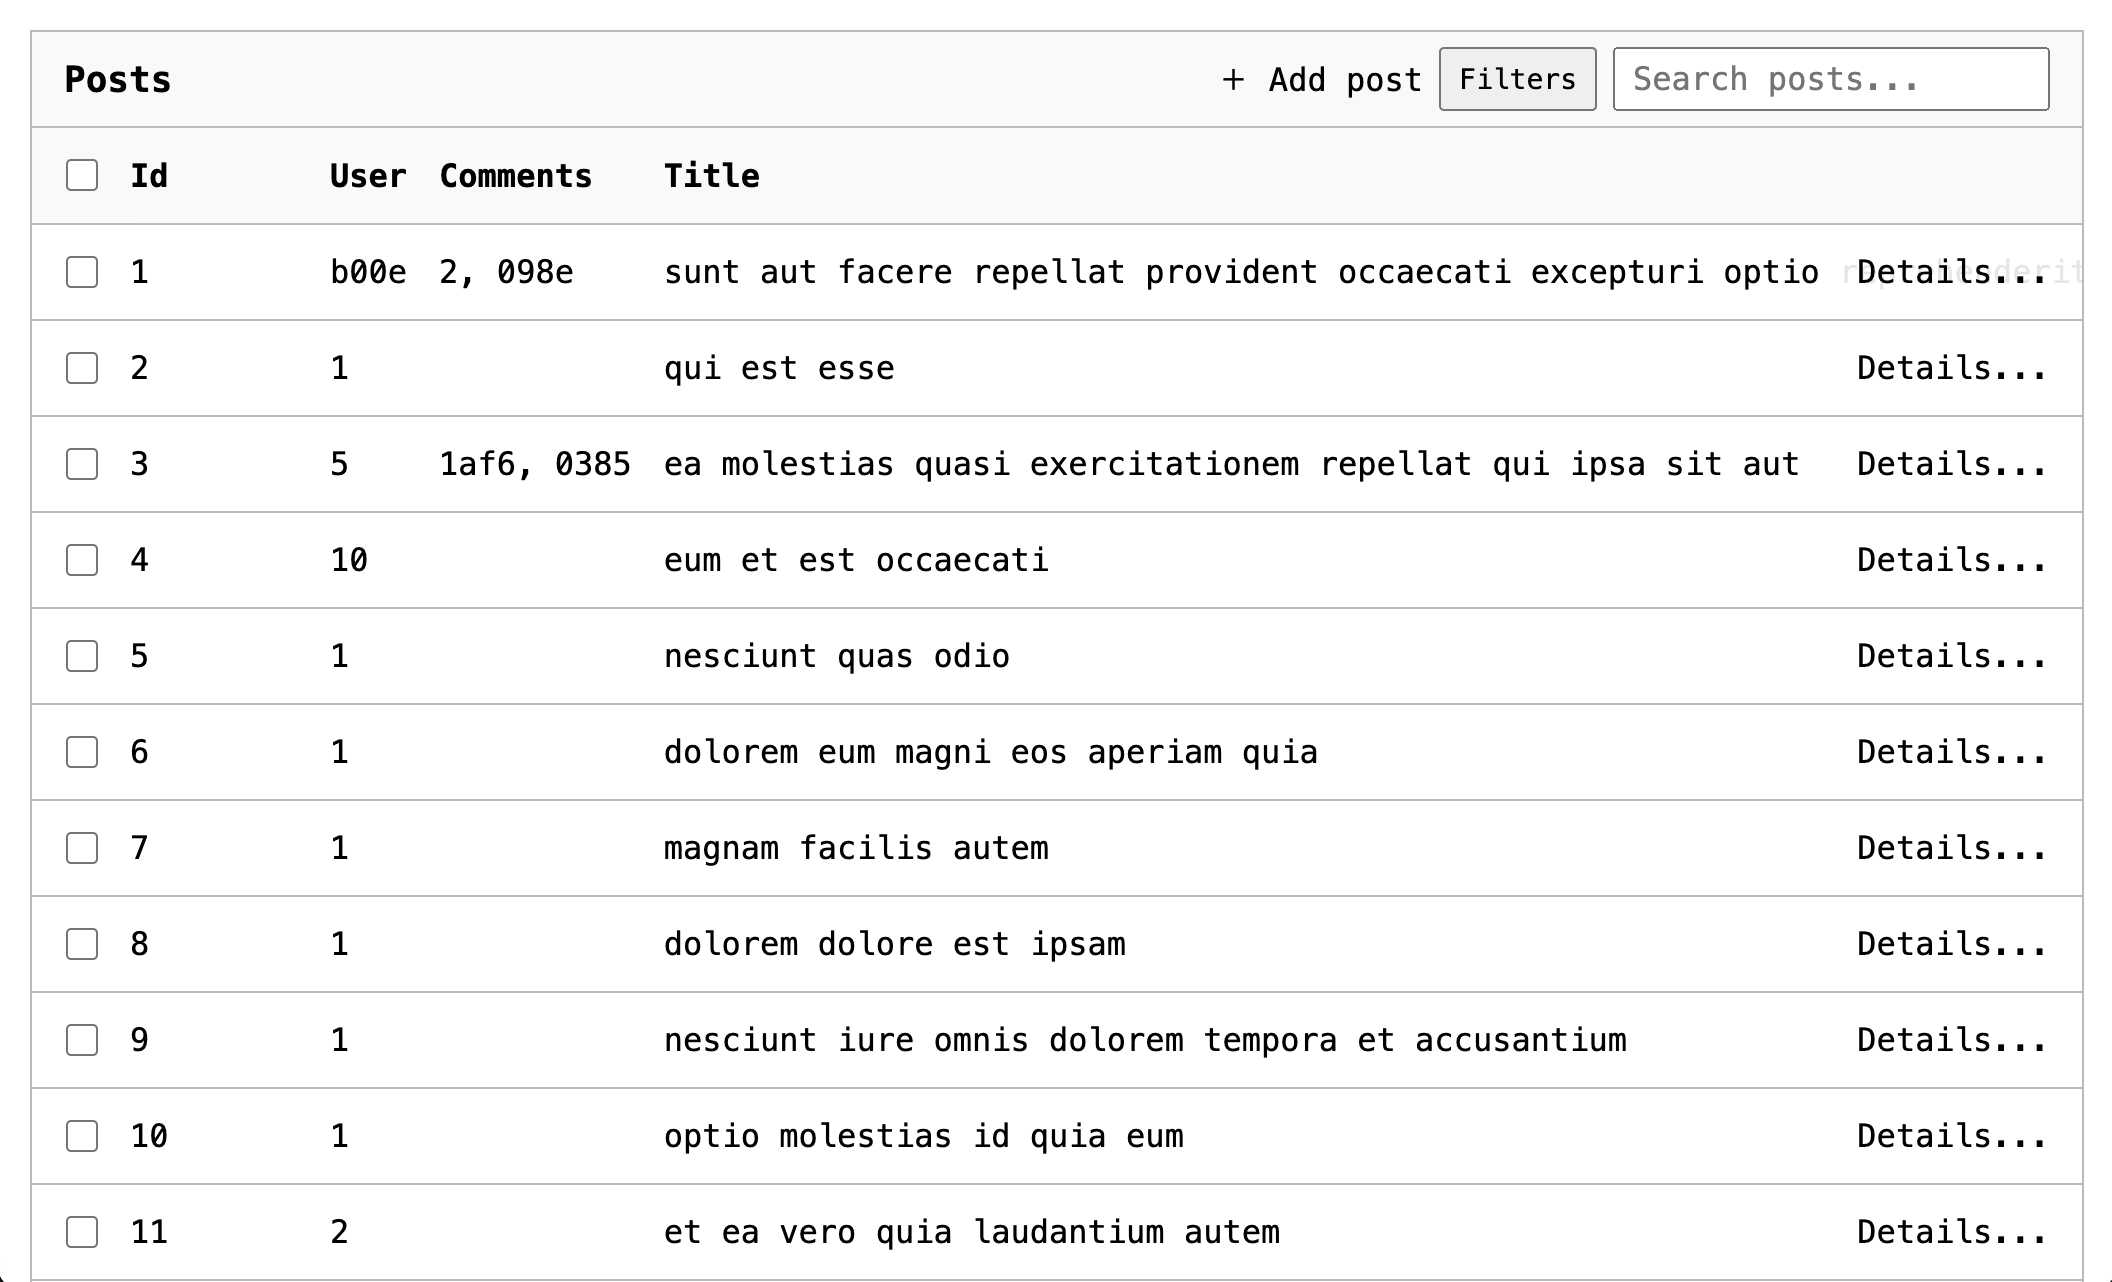 Posts + Add post Filters Search posts...
Id User Comments Title
1 b00e 2, 098e sunt aut facere repellat provident occaecati excepturi optio Details...
2 1 qui est esse Details...
3 5 1af6, 0385 ea molestias quasi exercitationem repellat qui ipsa sit aut Details...
4 10 eum et est occaecati Details...
5 1 nesciunt quas odio Details...
6 1 dolorem eum magni eos aperiam quia Details...
7 1 magnam facilis autem Details...
8 1 dolorem dolore est ipsam Details...
9 1 nesciunt iure omnis dolorem tempora et accusantium Details...
10 1 optio molestias id quia eum Details...
11 2 et ea vero quia laudantium autem Details...